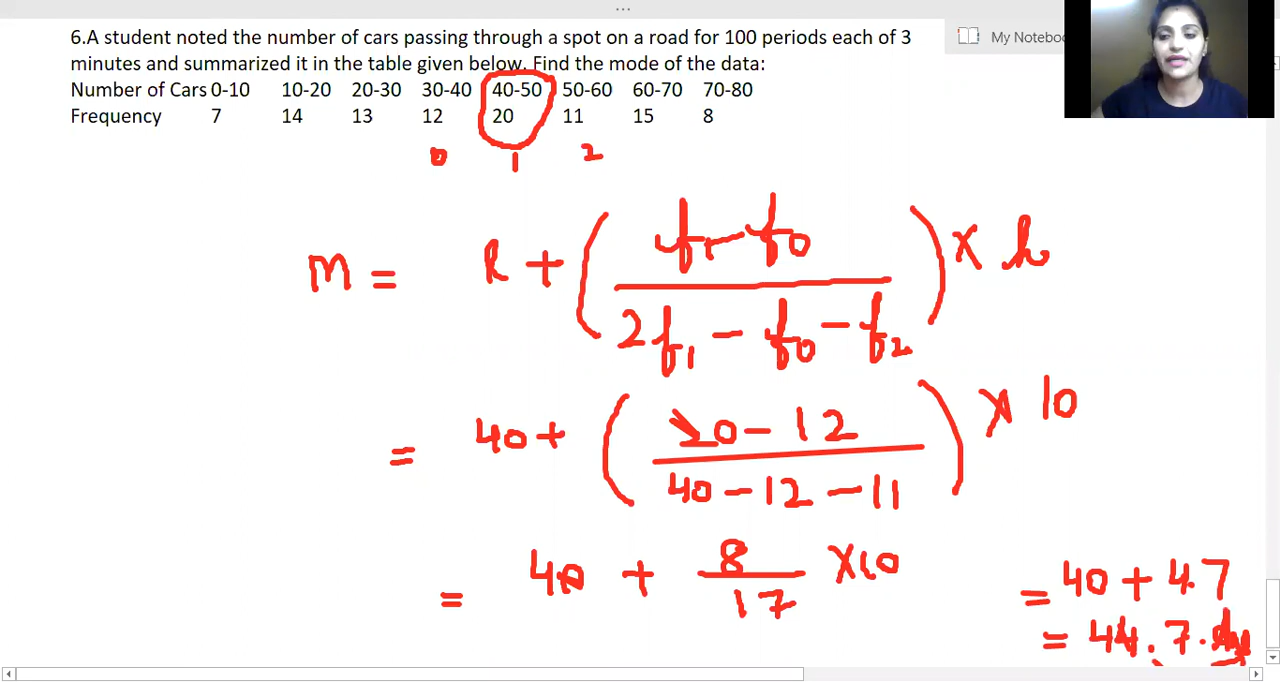 6.A student noted the number of cars passing through a spot on a road for 100 periods each of 3
minutes and summarized it in the table given below. Find the mode of the data:
Number of Cars 0-10 10-20 20-30 30-40 40-50 50-60 60-70 70-80
Frequency 7 14 13 12 20 11 15 8
0 1 2
My Notebo
m = l + ( f1 - f0 / 2f1 - f0 - f2 ) × h
= 40 + ( 20 - 12 / 40 - 12 - 11 ) × 10
= 40 + 8 / 17 × 10
= 40 + 4.7
= 44.7.